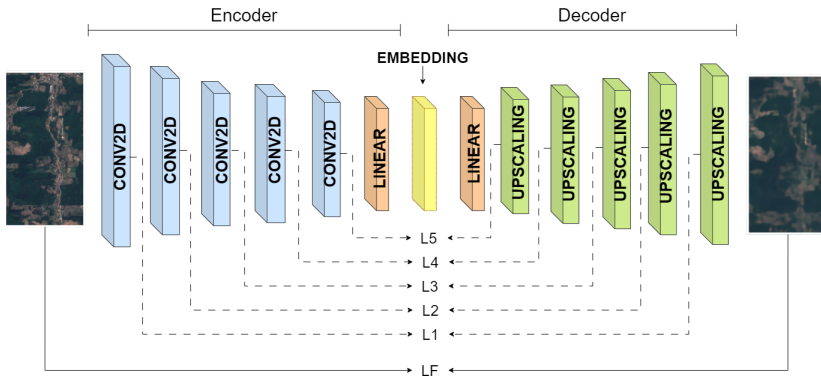 Encoder
Decoder
EMBEDDING
CONV2D
CONV2D
CONV2D
CONV2D
CONV2D
LINEAR
LINEAR
UPSCALING
UPSCALING
UPSCALING
UPSCALING
UPSCALING
L5
L4
L3
L2
L1
LF